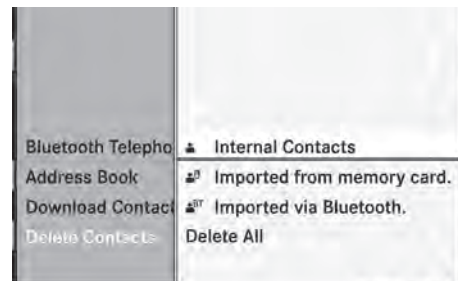 Bluetooth Telepho
Internal Contacts
Address Book
Imported from memory card.
Download Contact
BT Imported via Bluetooth.
Delete Contacts
Delete All